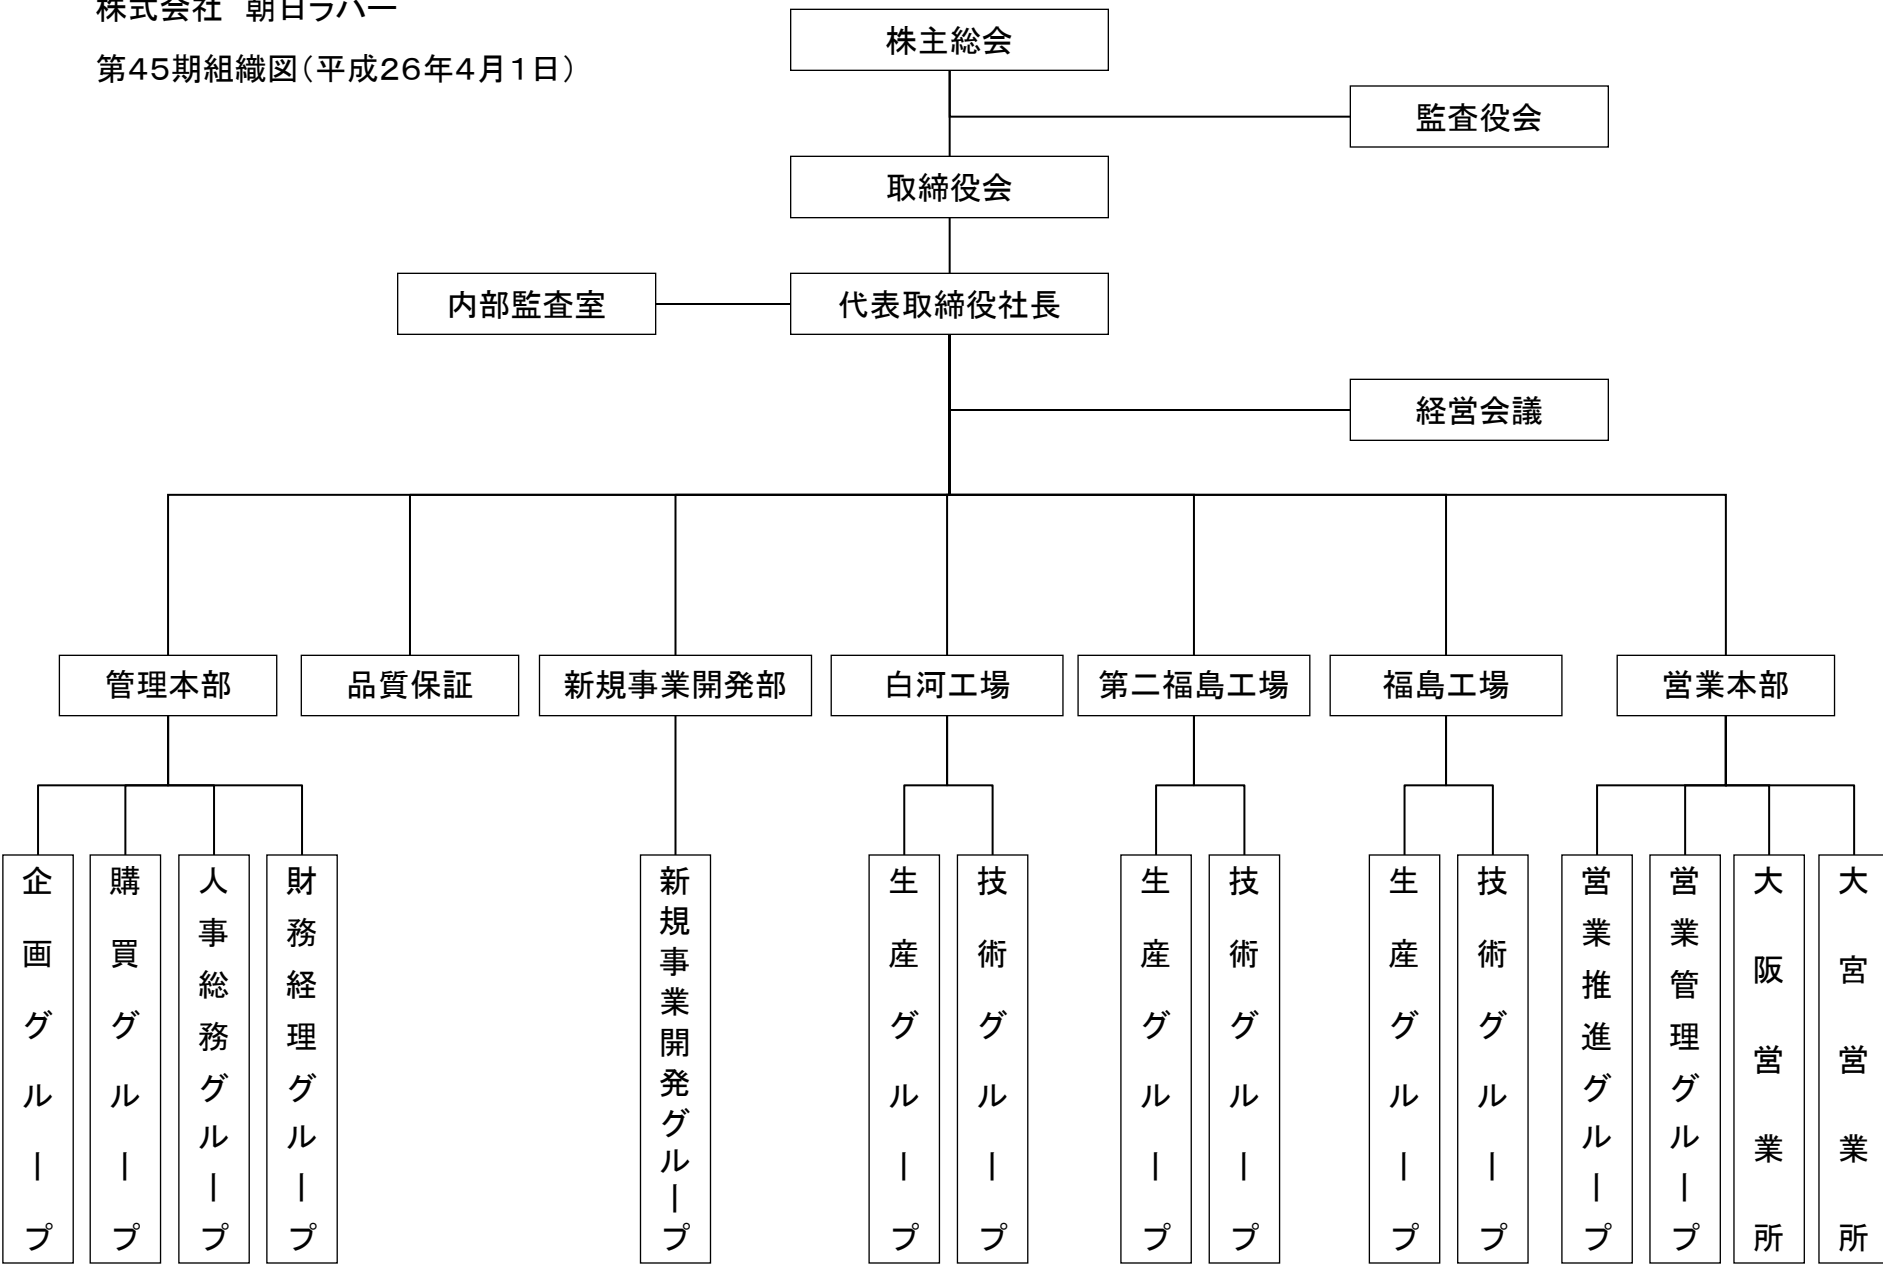 株式会社 朝日ラバー
第45期組織図(平成26年4月1日)
株主総会
監査役会
取締役会
内部監査室
代表取締役社長
経営会議
管理本部
品質保証
新規事業開発部
白河工場
第二福島工場
福島工場
営業本部
企画グループ
購買グループ
人事総務グループ
財務経理グループ
新規事業開発グループ
生産グループ
技術グループ
生産グループ
技術グループ
生産グループ
技術グループ
営業推進グループ
営業管理グループ
大阪営業所
大宮営業所